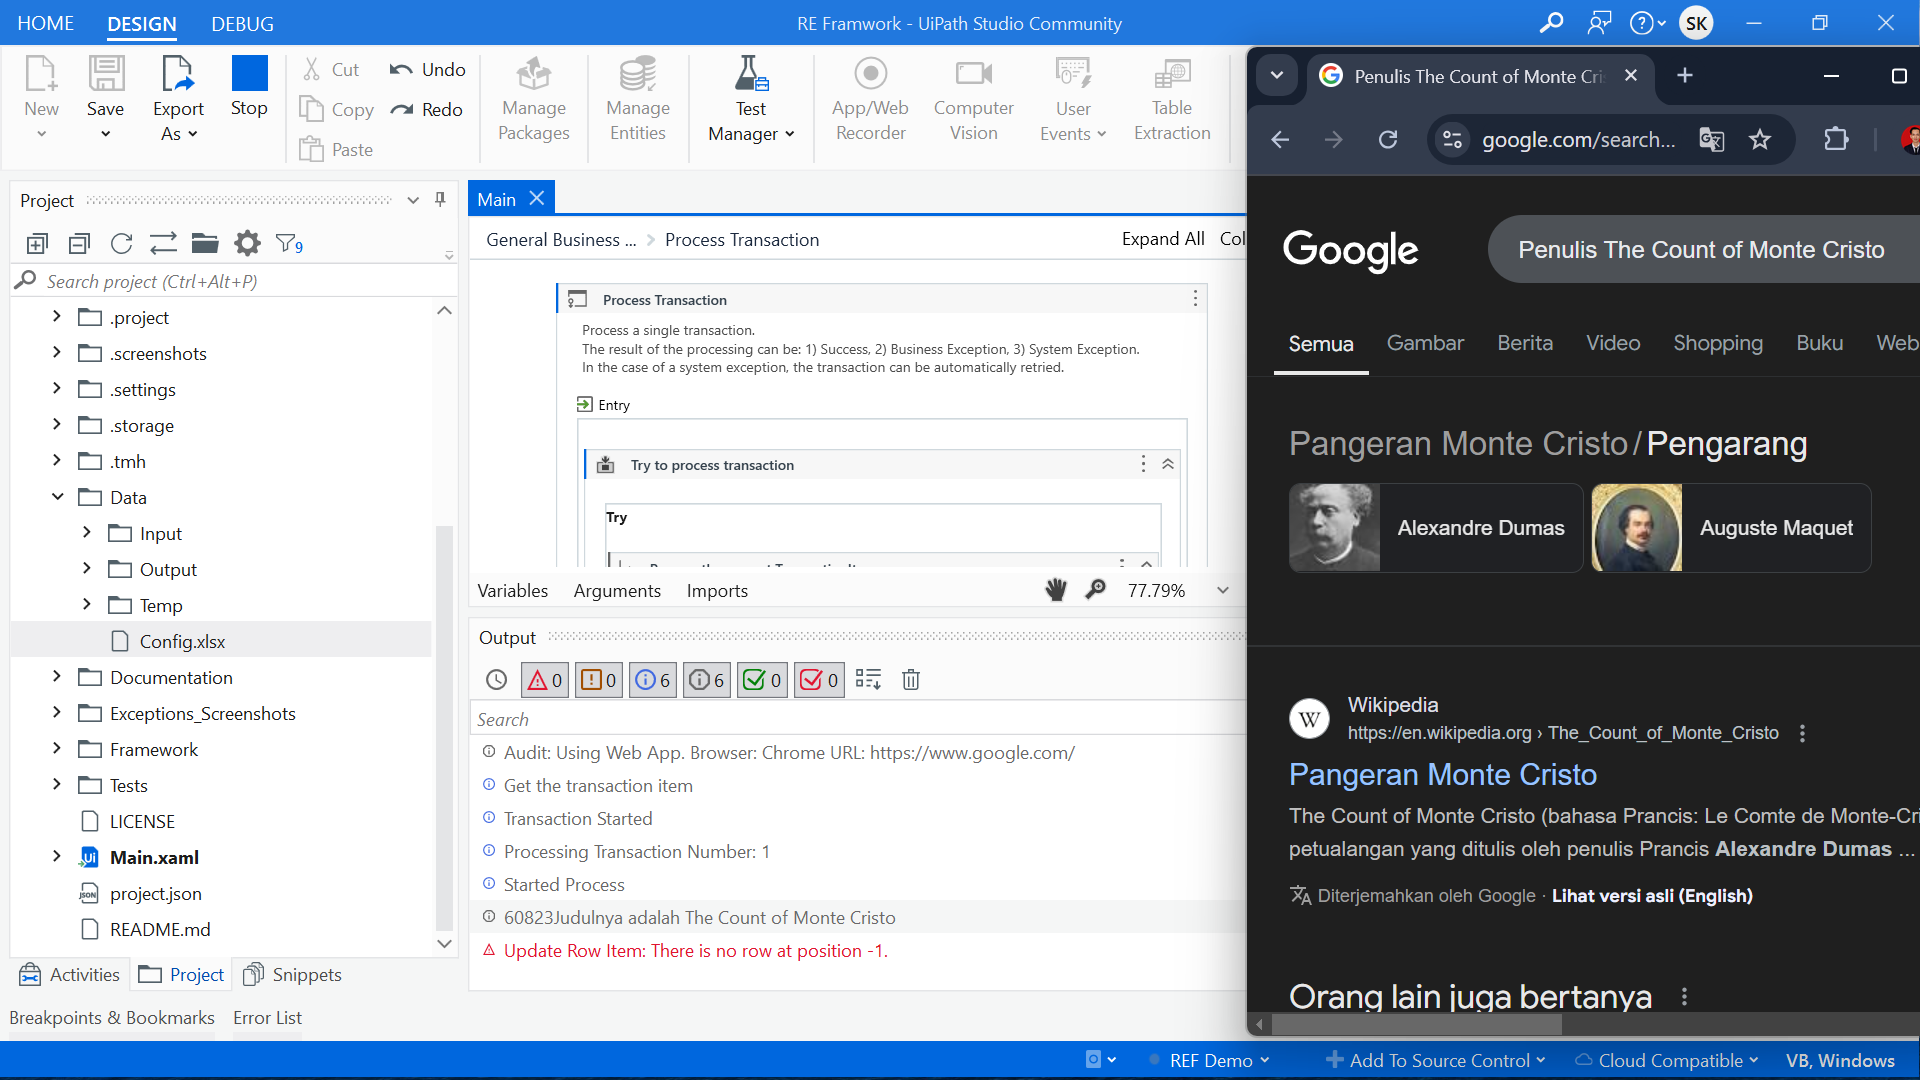 HOME DESIGN DEBUG
RE Framwork - UiPath Studio Community
SK
New
Save
Export As
Stop
Cut
Copy
Paste
Undo
Redo
Manage Packages
Manage Entities
Test Manager
App/Web Recorder
Computer Vision
User Events
Table Extraction
Project
9
Search project (Ctrl+Alt+P)
.project
.screenshots
.settings
.storage
.tmh
Data
Input
Output
Temp
Config.xlsx
Documentation
Exceptions_Screenshots
Framework
Tests
LICENSE
Main.xaml
project.json
README.md
Activities Project Snippets
Breakpoints & Bookmarks Error List
Main
General Business ... Process Transaction
Expand All Col
Process Transaction
Process a single transaction.
The result of the processing can be: 1) Success, 2) Business Exception, 3) System Exception.
In the case of a system exception, the transaction can be automatically retried.
Entry
Try to process transaction
Try
Variables Arguments Imports 77.79%
Output
0 0 6 6 0 0
Search
Audit: Using Web App. Browser: Chrome URL: https://www.google.com/
Get the transaction item
Transaction Started
Processing Transaction Number: 1
Started Process
60823Judulnya adalah The Count of Monte Cristo
Update Row Item: There is no row at position -1.
Penulis The Count of Monte Cri
google.com/search...
Google
Penulis The Count of Monte Cristo
Semua Gambar Berita Video Shopping Buku Web
Pangeran Monte Cristo/Pengarang
Alexandre Dumas
Auguste Maquet
W
Wikipedia
https://en.wikipedia.org › The_Count_of_Monte_Cristo
Pangeran Monte Cristo
The Count of Monte Cristo (bahasa Prancis: Le Comte de Monte-Cri
petualangan yang ditulis oleh penulis Prancis Alexandre Dumas ...
Diterjemahkan oleh Google · Lihat versi asli (English)
Orang lain juga bertanya
REF Demo Add To Source Control Cloud Compatible VB, Windows